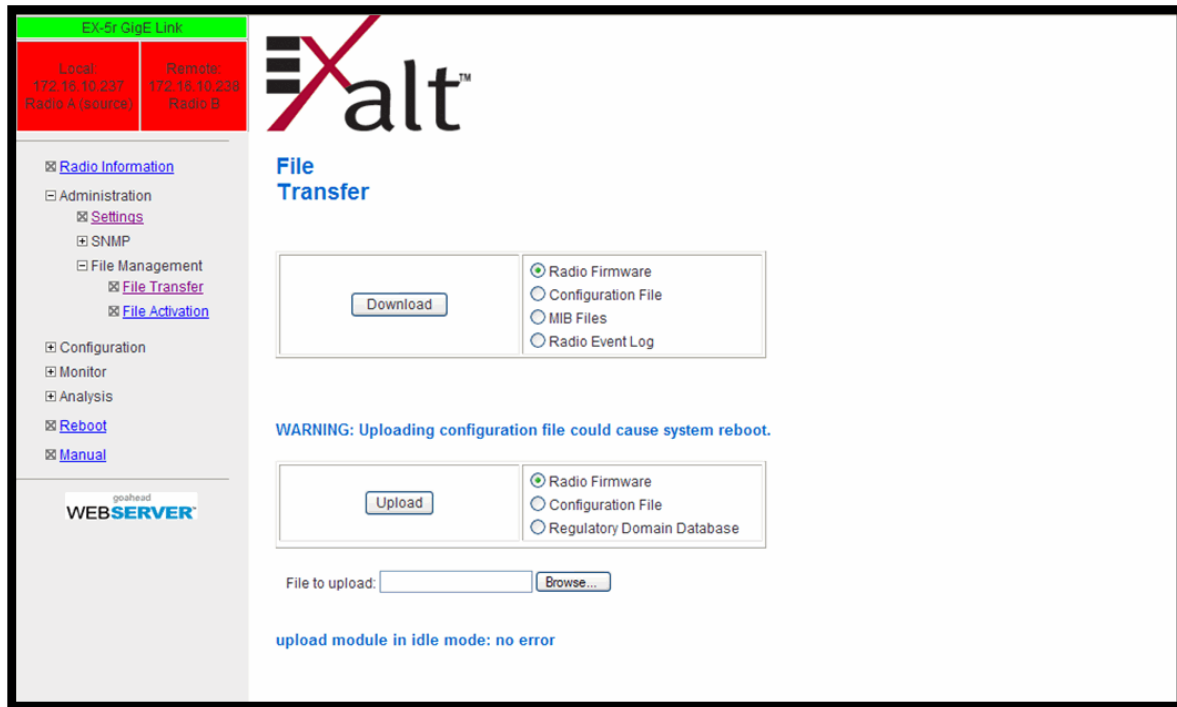 EX-5r GigE Link
Local:
172.16.10.237
Radio A (source)
Remote:
172.16.10.238
Radio B
EXalt™
Radio Information
Administration
Settings
SNMP
File Management
File Transfer
File Activation
Configuration
Monitor
Analysis
Reboot
Manual
goahead
WEBSERVER
File
Transfer
Download
Radio Firmware
Configuration File
MIB Files
Radio Event Log
WARNING: Uploading configuration file could cause system reboot.
Upload
Radio Firmware
Configuration File
Regulatory Domain Database
File to upload:
Browse...
upload module in idle mode: no error